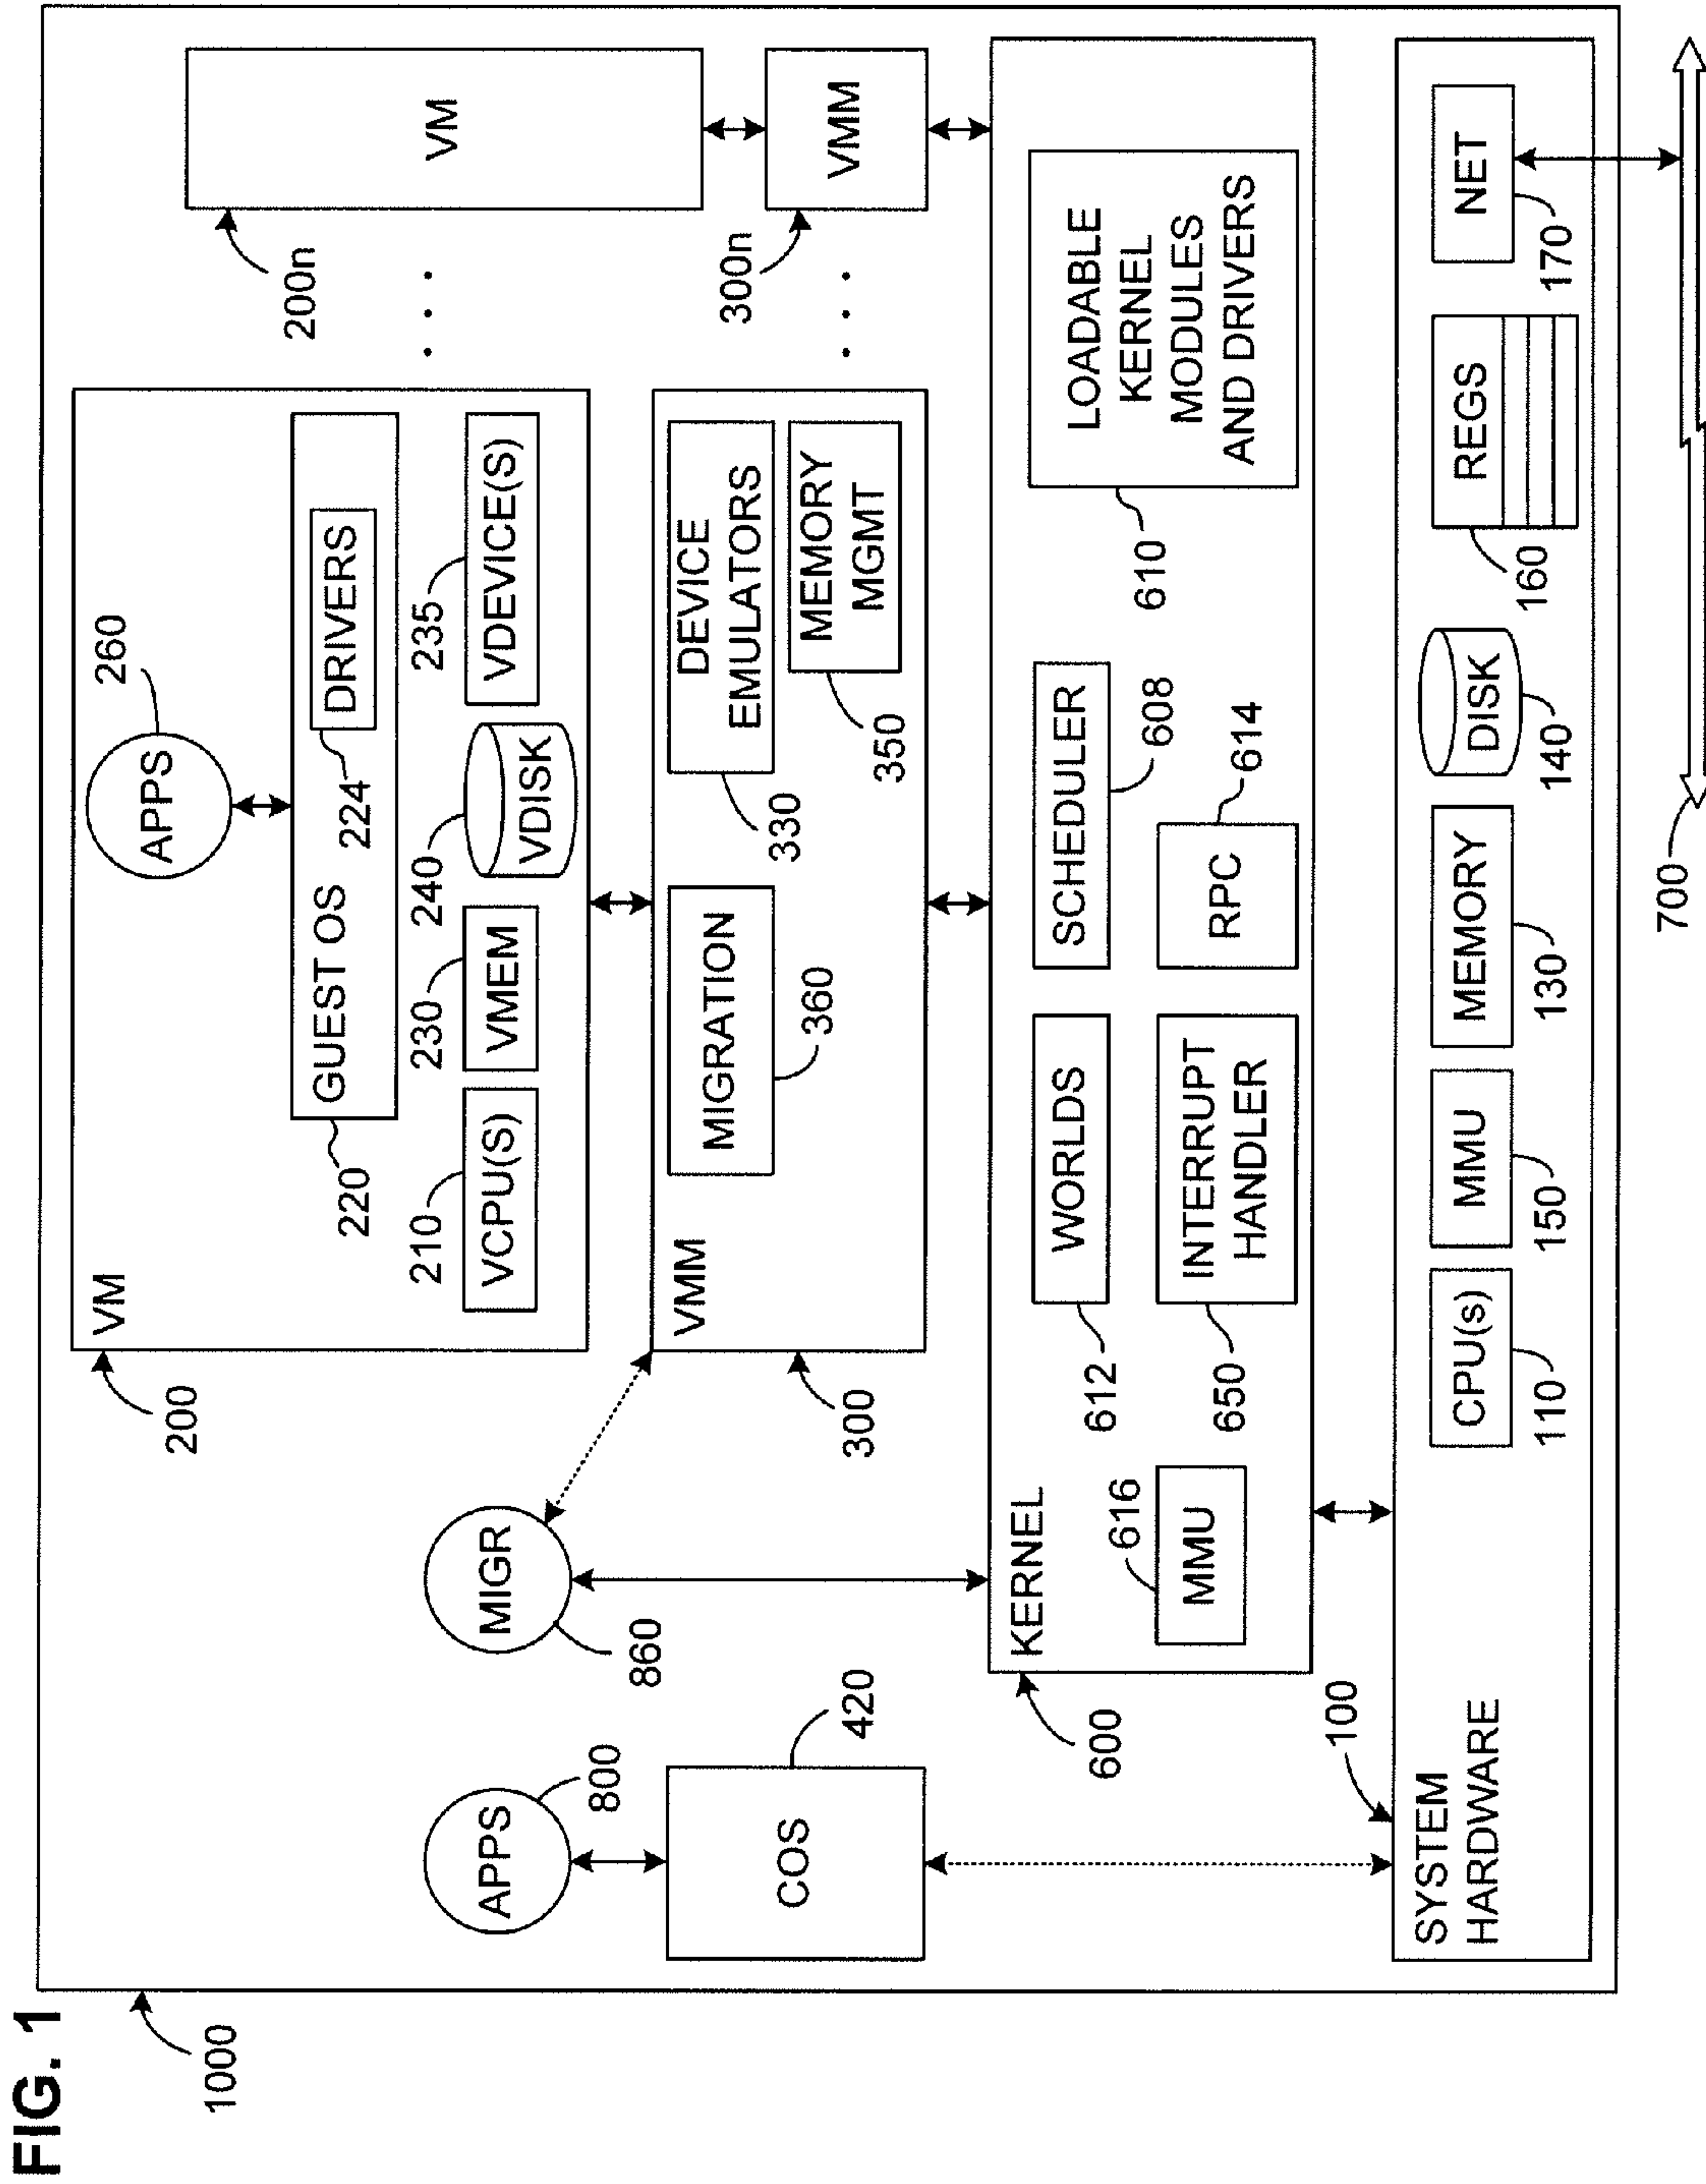 FIG. 1
1000
VM
200
APPS
260
GUEST OS
220
DRIVERS
224
VCPU(S)
210
VMEM
230
VDISK
240
VDEVICE(S)
235
VM
200n
. . .
VMM
300
MIGRATION
360
DEVICE
EMULATORS
330
MEMORY
MGMT
350
VMM
300n
. . .
MIGR
860
APPS
800
COS
420
KERNEL
600
MMU
616
WORLDS
612
INTERRUPT
HANDLER
650
SCHEDULER
608
RPC
614
LOADABLE
KERNEL
MODULES
AND DRIVERS
610
SYSTEM
HARDWARE
100
CPU(s)
110
MMU
150
MEMORY
130
DISK
140
REGS
160
NET
170
700